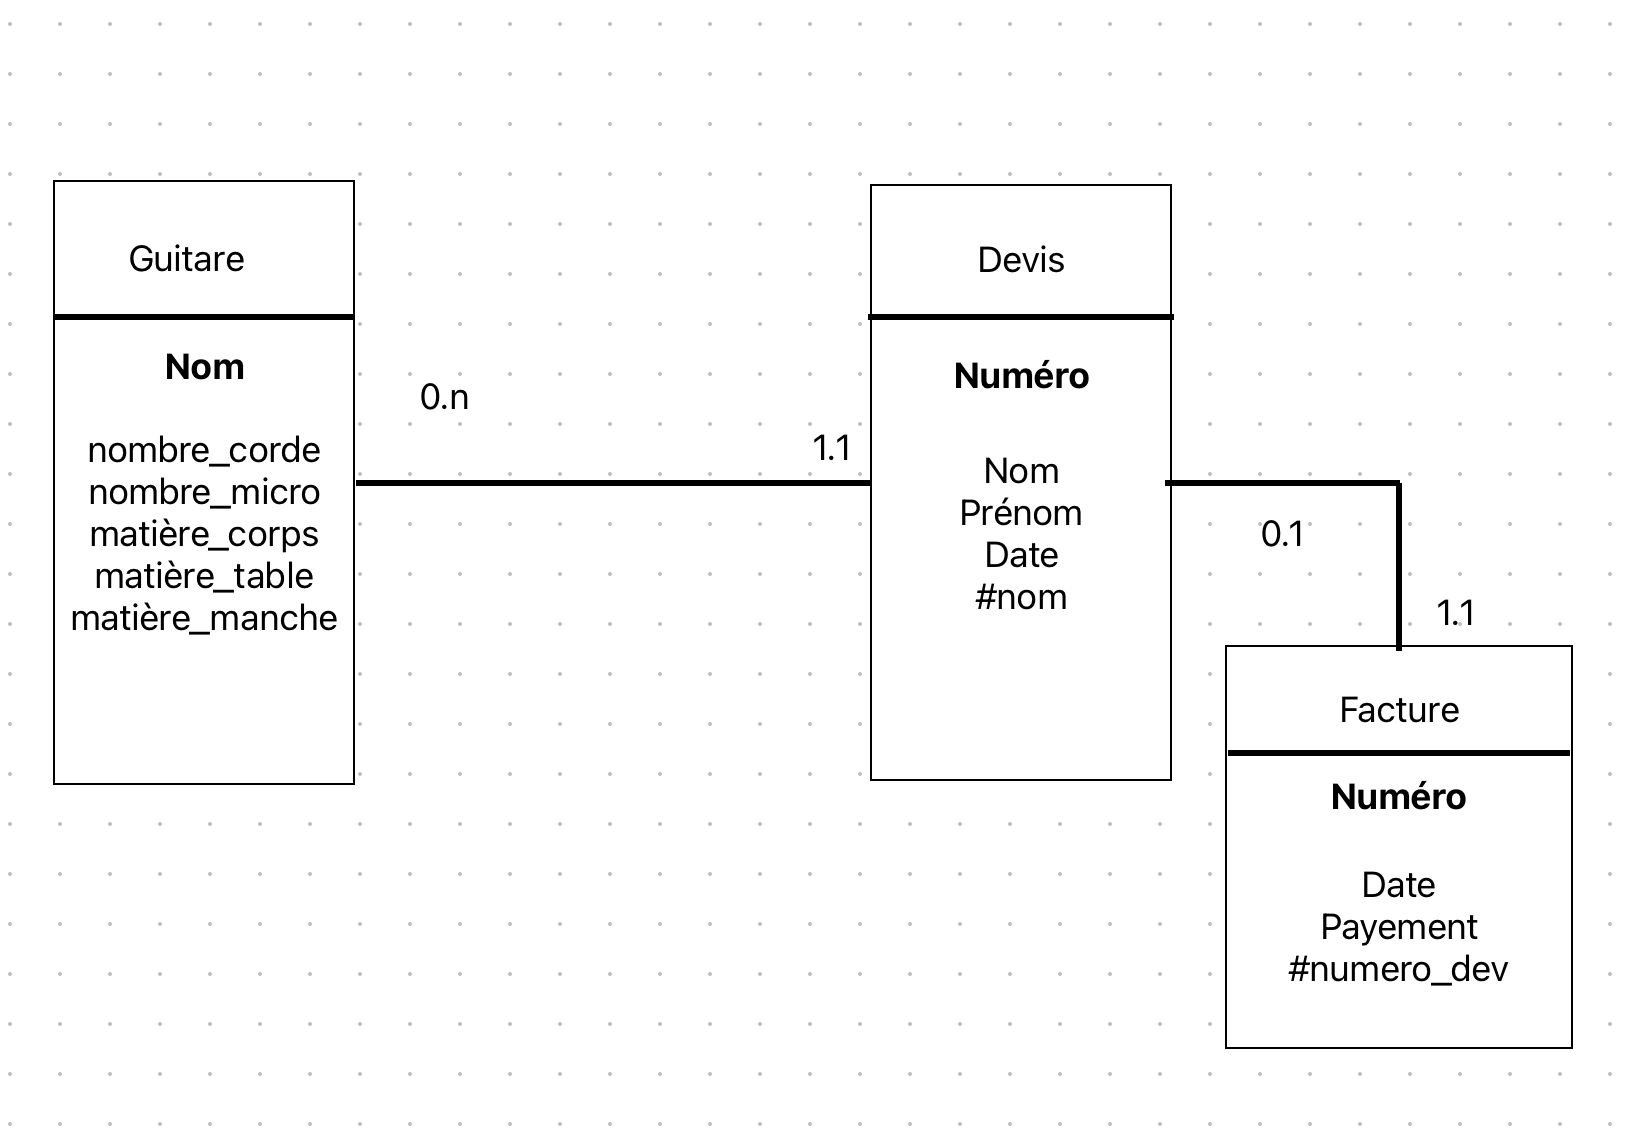 Guitare
Nom
nombre_corde
nombre_micro
matière_corps
matière_table
matière_manche
0.n
1.1
Devis
Numéro
Nom
Prénom
Date
#nom
0.1
1.1
Facture
Numéro
Date
Payement
#numero_dev